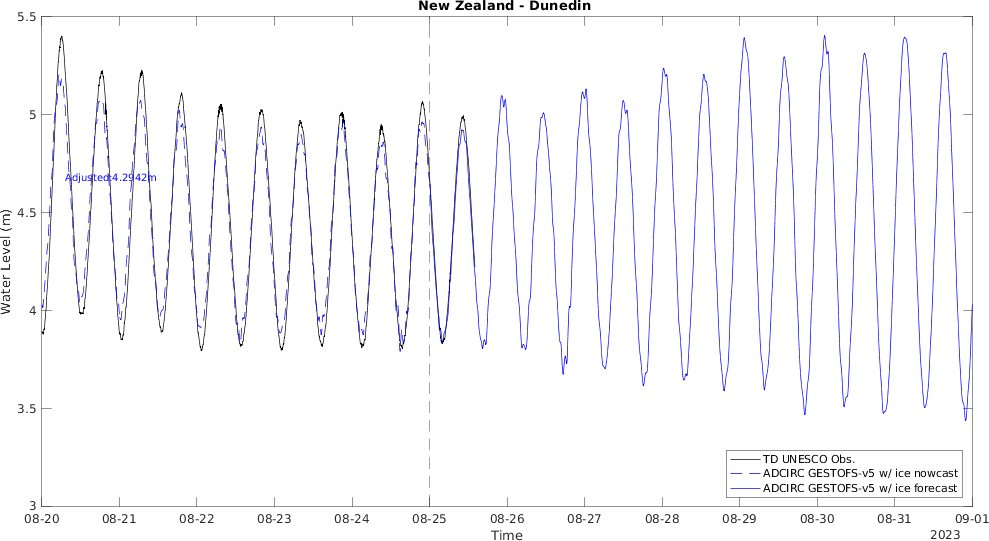 New Zealand - Dunedin
Water Level (m)
5.5
5
4.5
4
3.5
3
Adjusted:4.2942m
TD UNESCO Obs.
ADCIRC GESTOFS-v5 w/ ice nowcast
ADCIRC GESTOFS-v5 w/ ice forecast
08-20 08-21 08-22 08-23 08-24 08-25 08-26 08-27 08-28 08-29 08-30 08-31 09-01
Time
2023